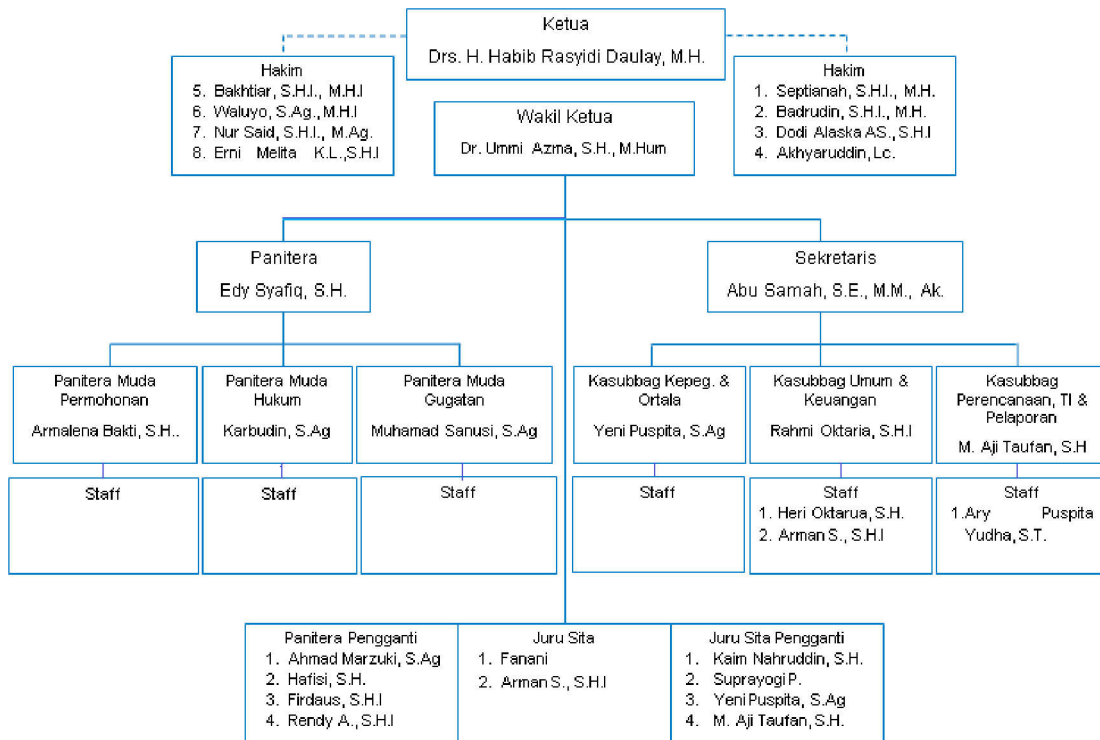 Ketua
Drs. H. Habib Rasyidi Daulay, M.H.
Hakim
5. Bakhtiar, S.H.I., M.H.I
6. Waluyo, S.Ag., M.H.I
7. Nur Said, S.H.I., M.Ag.
8. Erni Melita K.L.,S.H.I
Hakim
1. Septianah, S.H.I., M.H.
2. Badrudin, S.H.I., M.H.
3. Dodi Alaska AS., S.H.I
4. Akhyaruddin, Lc.
Wakil Ketua
Dr. Ummi Azma, S.H., M.Hum
Panitera
Edy Syafiq, S.H.
Sekretaris
Abu Samah, S.E., M.M., Ak.
Panitera Muda
Permohonan
Armalena Bakti, S.H..
Panitera Muda
Hukum
Karbudin, S.Ag
Panitera Muda
Gugatan
Muhamad Sanusi, S.Ag
Kasubbag Kepeg. &
Ortala
Yeni Puspita, S.Ag
Kasubbag Umum &
Keuangan
Rahmi Oktaria, S.H.I
Kasubbag
Perencanaan, TI &
Pelaporan
M. Aji Taufan, S.H
Staff
Staff
Staff
Staff
Staff
1. Heri Oktarua, S.H.
2. Arman S., S.H.I
Staff
1.Ary Puspita
Yudha, S.T.
Panitera Pengganti
1. Ahmad Marzuki, S.Ag
2. Hafisi, S.H.
3. Firdaus, S.H.I
4. Rendy A., S.H.I
Juru Sita
1. Fanani
2. Arman S., S.H.I
Juru Sita Pengganti
1. Kaim Nahruddin, S.H.
2. Suprayogi P.
3. Yeni Puspita, S.Ag
4. M. Aji Taufan, S.H.